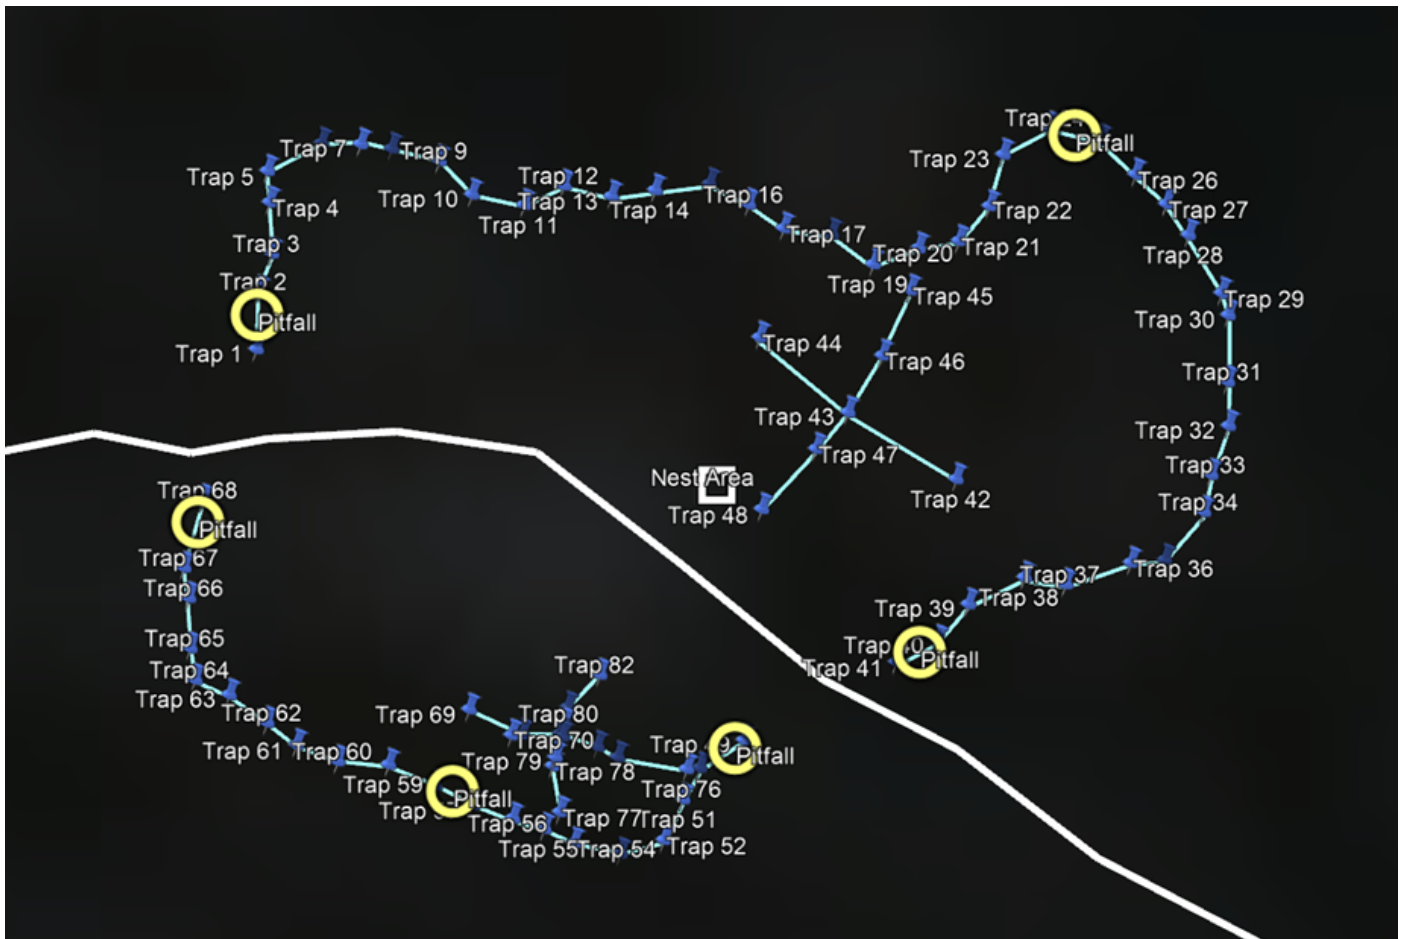 Trap
Pitfall
Trap 7
Trap 9
Trap 23
Trap 5
Trap 12
Trap 26
Trap 10
Trap 13
Trap 16
Trap 4
Trap 14
Trap 22
Trap 27
Trap 11
Trap 3
Trap 17
Trap 21
Trap 20
Trap 28
Trap 2
Trap 19
Trap 45
Trap 29
Pitfall
Trap 30
Trap 1
Trap 44
Trap 46
Trap 31
Trap 43
Trap 32
Trap 47
Trap 33
Nest Area
Trap 68
Trap 42
Trap 34
Trap 48
Pitfall
Trap 67
Trap 36
Trap 37
Trap 66
Trap 38
Trap 39
Trap 65
Trap 40
Trap 41
Pitfall
Trap 64
Trap 82
Trap 63
Trap 62
Trap 69
Trap 80
Trap 70
Trap 49
Pitfall
Trap 61
Trap 60
Trap 79
Trap 78
Trap 59
Trap 76
Pitfall
Trap
Trap 56
Trap 77
Trap 51
Trap 55
Trap 54
Trap 52